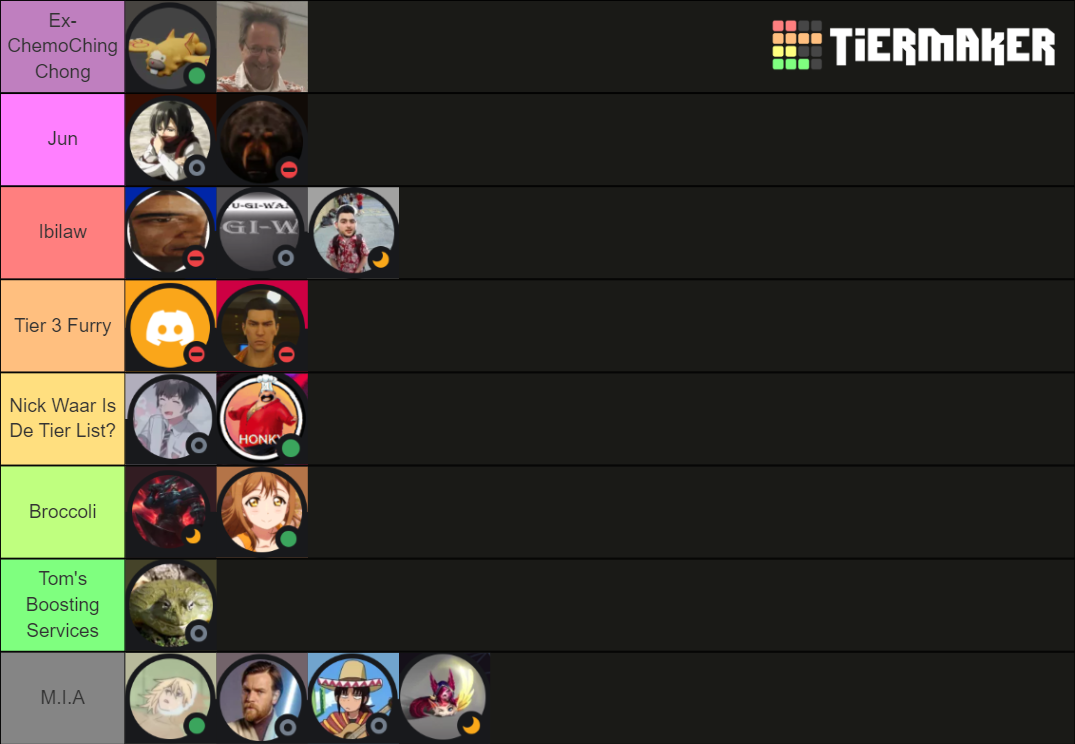 Ex-
ChemoChing
Chong
TiERMAKER
Jun
Ibilaw
U-GI-WA
GI-W
Tier 3 Furry
Nick Waar Is
De Tier List?
HONK
Broccoli
Tom's
Boosting
Services
M.I.A